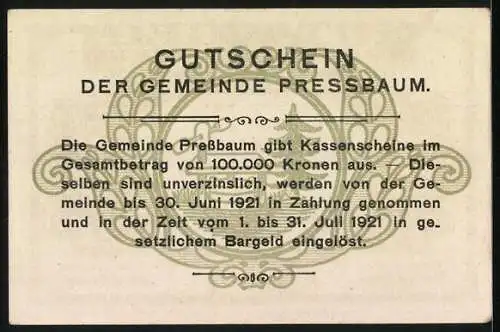 GUTSCHEIN
DER GEMEINDE PRESSBAUM.
Die Gemeinde Preßbaum gibt Kassenscheine im
Gesamtbetrag von 100.000 Kronen aus. — Die-
selben sind unverzinslich, werden von der Ge-
meinde bis 30. Juni 1921 in Zahlung genommen
und in der Zeit vom 1. bis 31. Juli 1921 in ge-
setzlichem Bargeld eingelöst.